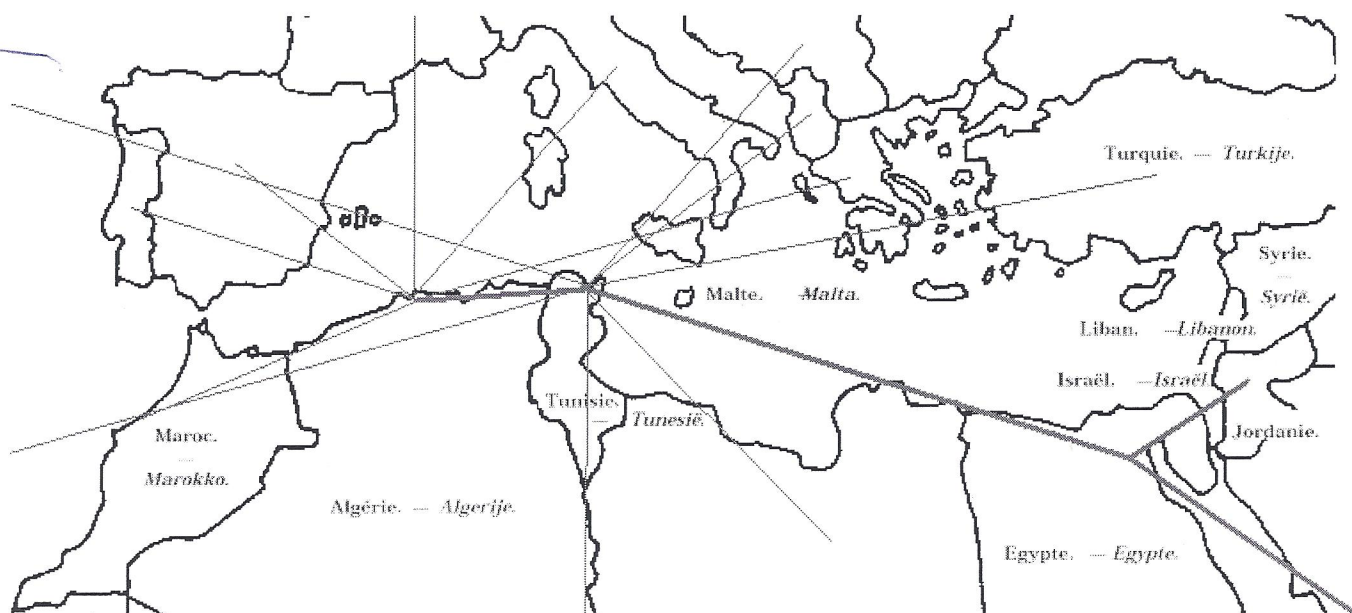 Turquie. — Turkije.
Syrie.
—
Syrië.
Malte. — Malta.
Liban. — Libanon.
Israël. — Israël.
Tunisie.
— Tunesië.
Jordanie.
Maroc.
—
Marokko.
Algérie. — Algerije.
Egypte. — Egypte.